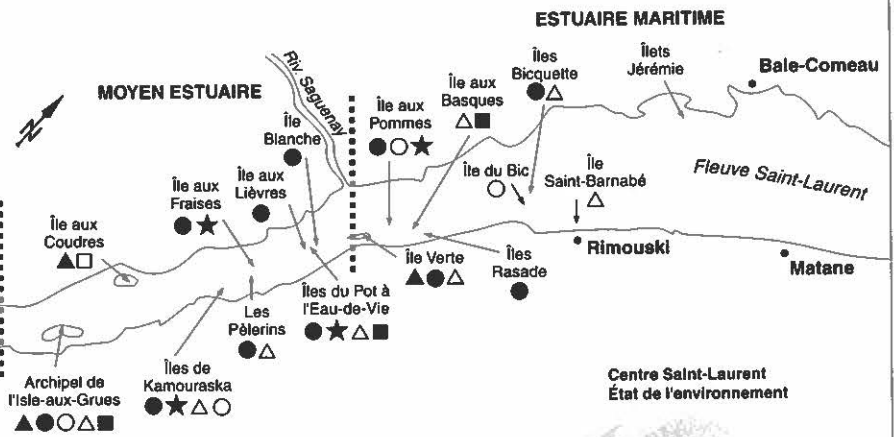 ESTUAIRE MARITIME
MOYEN ESTUAIRE
Riv. Saguenay
Île
Blanche
Île aux
Pommes
Île aux
Basques
Îles
Bicquette
Îlets
Jérémie
Baie-Comeau
N
Île aux
Coudres
Île aux
Fraises
Île aux
Lièvres
Île du Bic
Île
Saint-Barnabé
Fleuve Saint-Laurent
Rimouski
Matane
Île Verte
Îles
Rasade
Îles du Pot à
l'Eau-de-Vie
Les
Pèlerins
Îles de
Kamouraska
Archipel de
l'Isle-aux-Grues
Centre Saint-Laurent
État de l'environnement